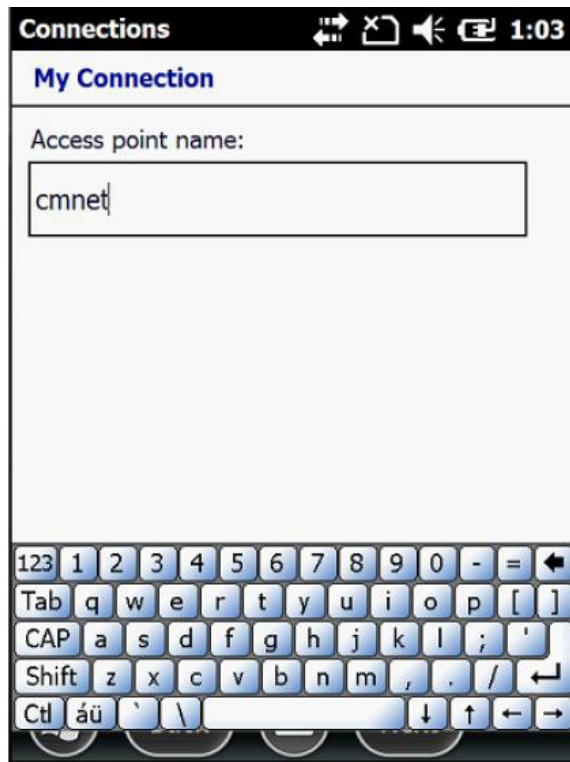 Connections 1:03
My Connection
Access point name:
cmnet
123 1 2 3 4 5 6 7 8 9 0 - =
Tab q w e r t y u i o p [ ]
CAP a s d f g h j k l ; '
Shift z x c v b n m , . /
Ctl áü ` \